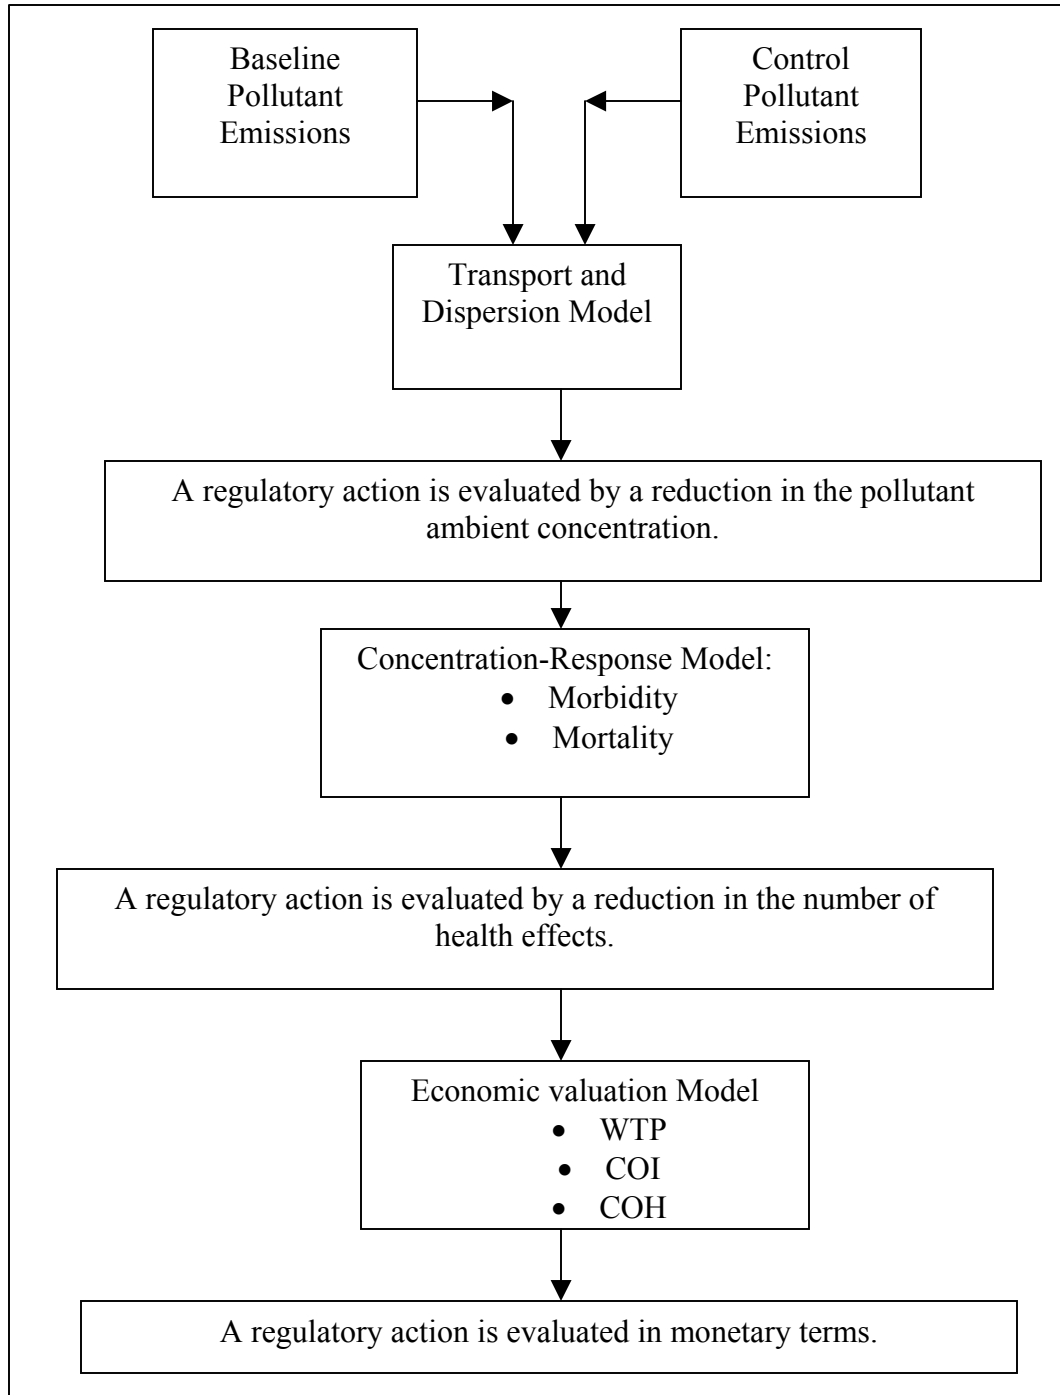 Baseline
Pollutant
Emissions
Control
Pollutant
Emissions
Transport and
Dispersion Model
A regulatory action is evaluated by a reduction in the pollutant
ambient concentration.
Concentration-Response Model:
• Morbidity
• Mortality
A regulatory action is evaluated by a reduction in the number of
health effects.
Economic valuation Model
• WTP
• COI
• COH
A regulatory action is evaluated in monetary terms.